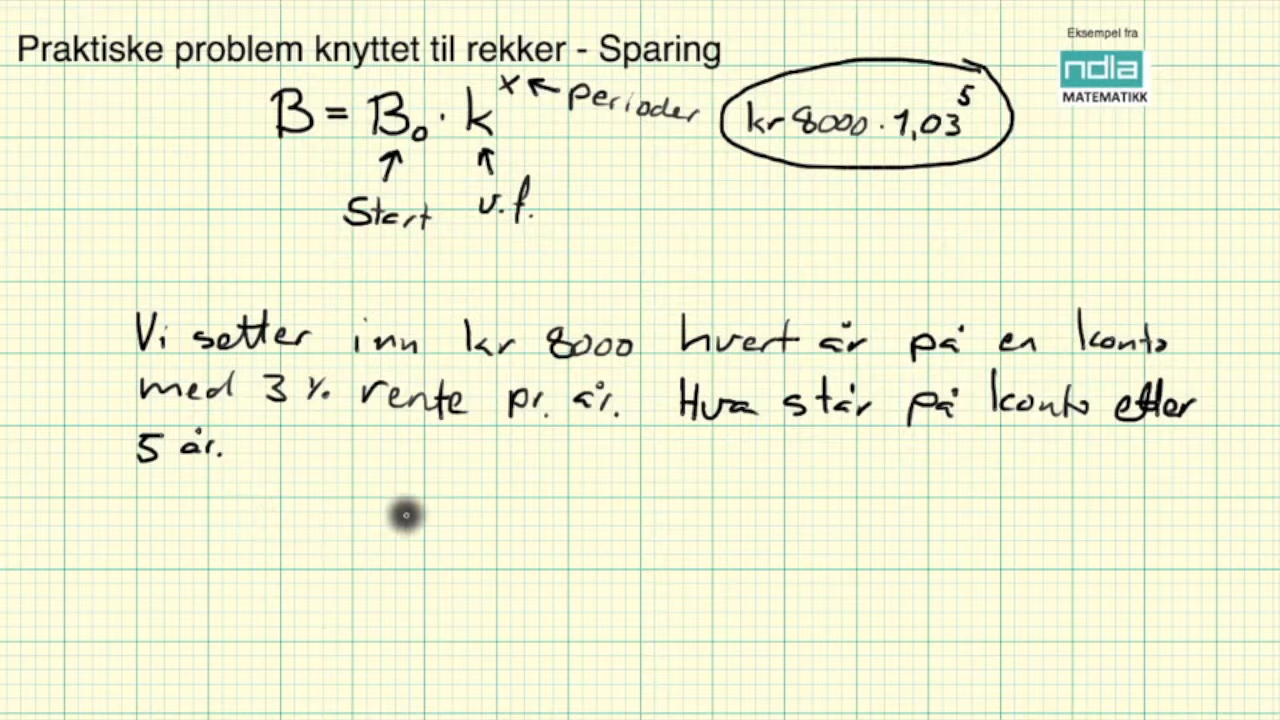 Praktiske problem knyttet til rekker - Sparing
Eksempel fra
ndla
MATEMATIKK
B = B₀ · kˣ ← perioder
kr 8000 · 1,03⁵
Start v.f.
Vi setter inn kr 8000 hvert år på en konto
med 3 % rente pr. år. Hva står på konto etter
5 år.